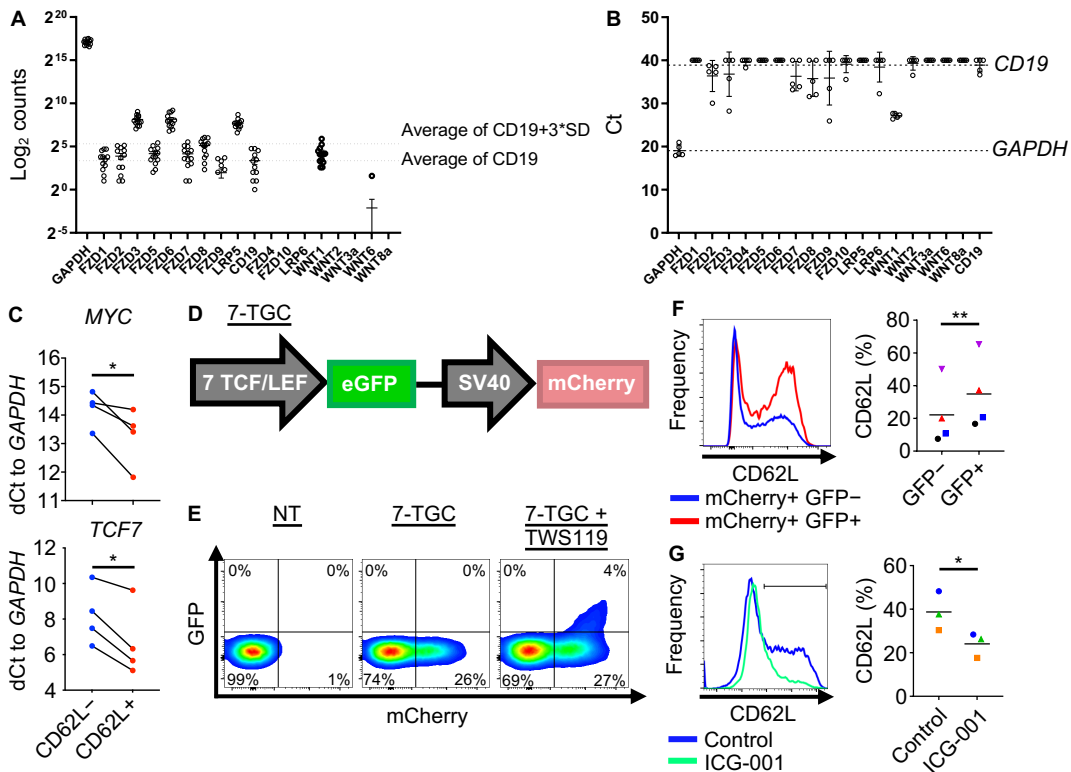 A
Log2 counts
2^20
2^15
2^10
2^5
2^0
2^-5
Average of CD19+3*SD
Average of CD19
GAPDH FZD1 FZD2 FZD3 FZD5 FZD6 FZD7 FZD8 FZD9 LRP5 CD19 FZD4 FZD10 LRP6 WNT1 WNT2 WNT3a WNT6 WNT8a
B
Ct
50
40
30
20
10
0
CD19
GAPDH
GAPDH FZD1 FZD2 FZD3 FZD4 FZD5 FZD6 FZD7 FZD8 FZD9 FZD10 LRP5 LRP6 WNT1 WNT2 WNT3a WNT6 WNT8a CD19
C
MYC
dCt to GAPDH
16
15
14
13
12
11
*
TCF7
dCt to GAPDH
12
10
8
6
4
*
CD62L−
CD62L+
D
7-TGC
7 TCF/LEF
eGFP
SV40
mCherry
E
NT
7-TGC
7-TGC +
TWS119
GFP
0% 0%
99% 1%
0% 0%
74% 26%
0% 4%
69% 27%
mCherry
F
Frequency
CD62L
mCherry+ GFP−
mCherry+ GFP+
CD62L (%)
80
60
40
20
0
**
GFP−
GFP+
G
Frequency
CD62L
Control
ICG-001
CD62L (%)
60
40
20
0
*
Control
ICG-001